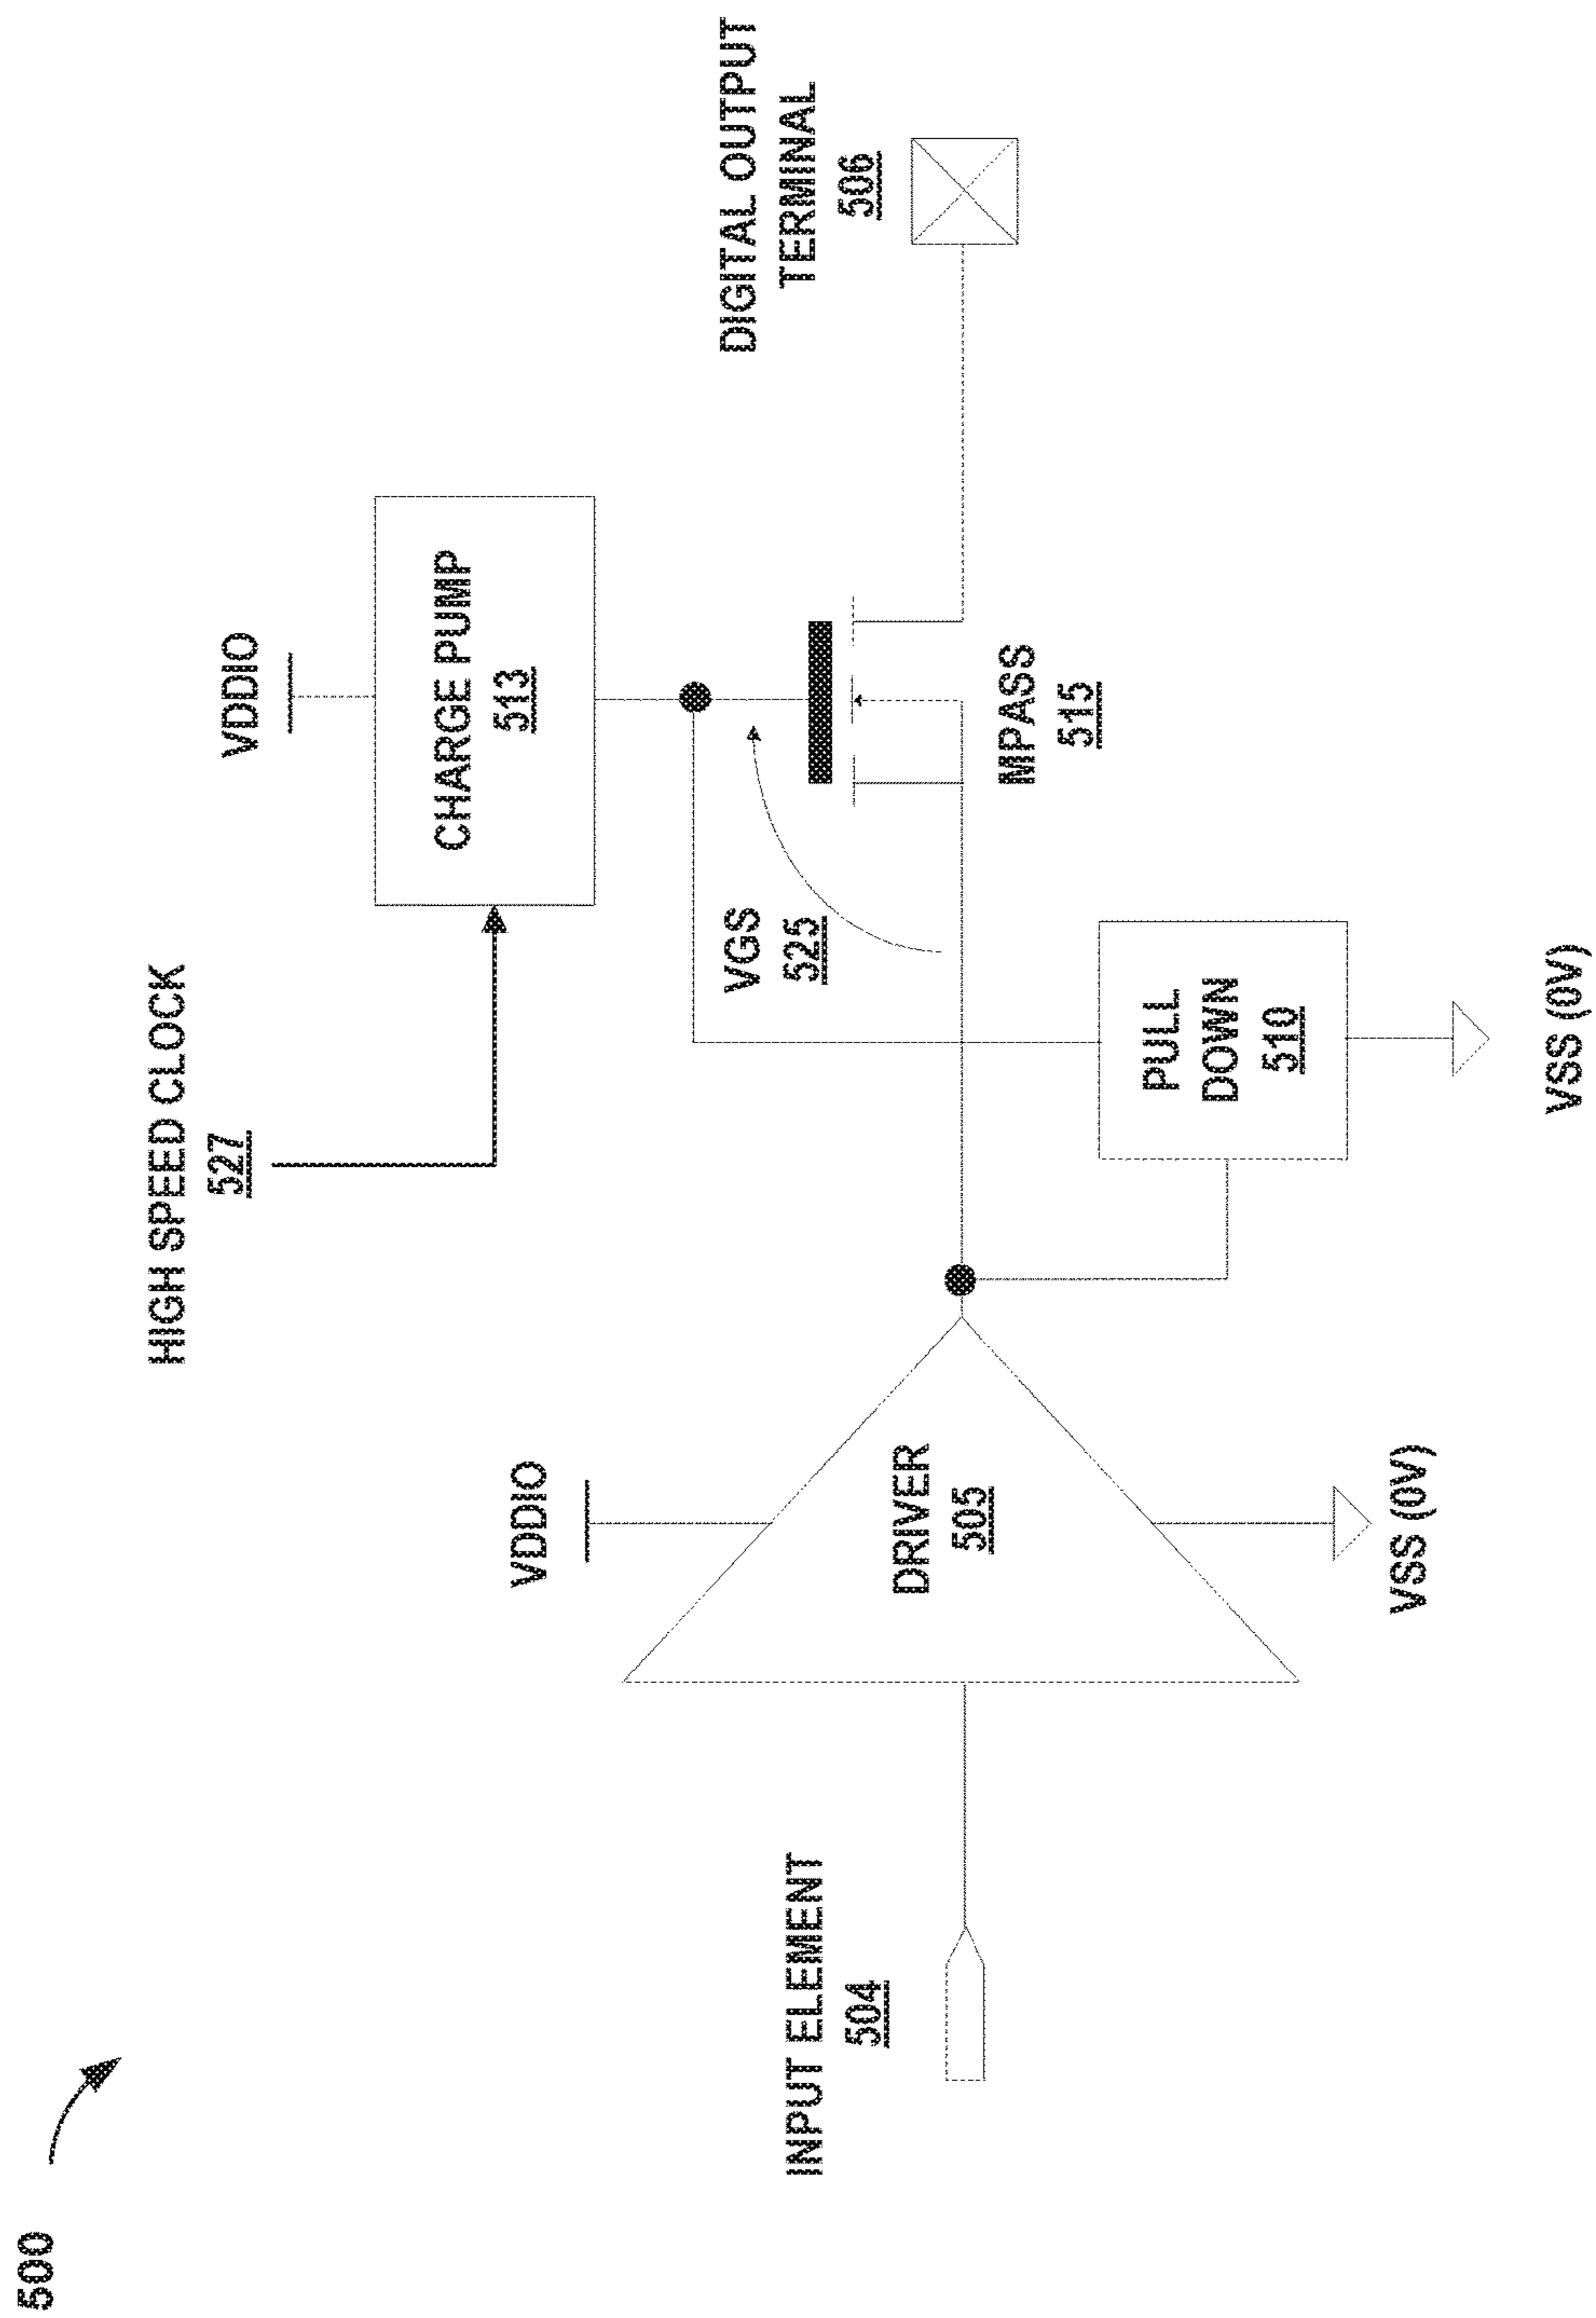 500
HIGH SPEED CLOCK
527
VDDIO
CHARGE PUMP
513
DIGITAL OUTPUT
TERMINAL
506
VDDIO
VGS
525
INPUT ELEMENT
504
DRIVER
505
MPASS
515
PULL
DOWN
510
VSS (0V)
VSS (0V)